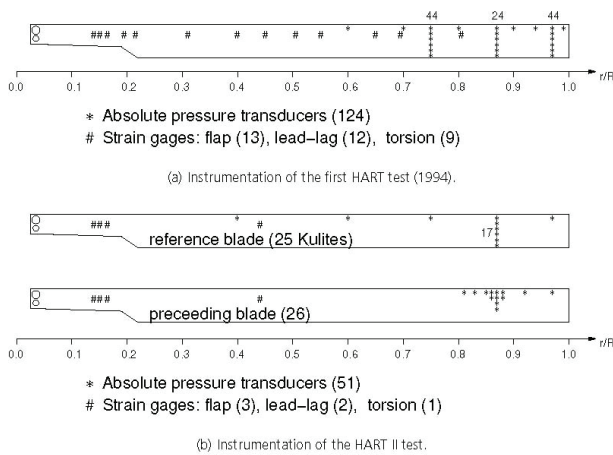 44 24 44
0.0 0.1 0.2 0.3 0.4 0.5 0.6 0.7 0.8 0.9 1.0 r/R
* Absolute pressure transducers (124)
# Strain gages: flap (13), lead-lag (12), torsion (9)
(a) Instrumentation of the first HART test (1994).
17
reference blade (25 Kulites)
preceeding blade (26)
0.0 0.1 0.2 0.3 0.4 0.5 0.6 0.7 0.8 0.9 1.0 r/R
* Absolute pressure transducers (51)
# Strain gages: flap (3), lead-lag (2), torsion (1)
(b) Instrumentation of the HART II test.